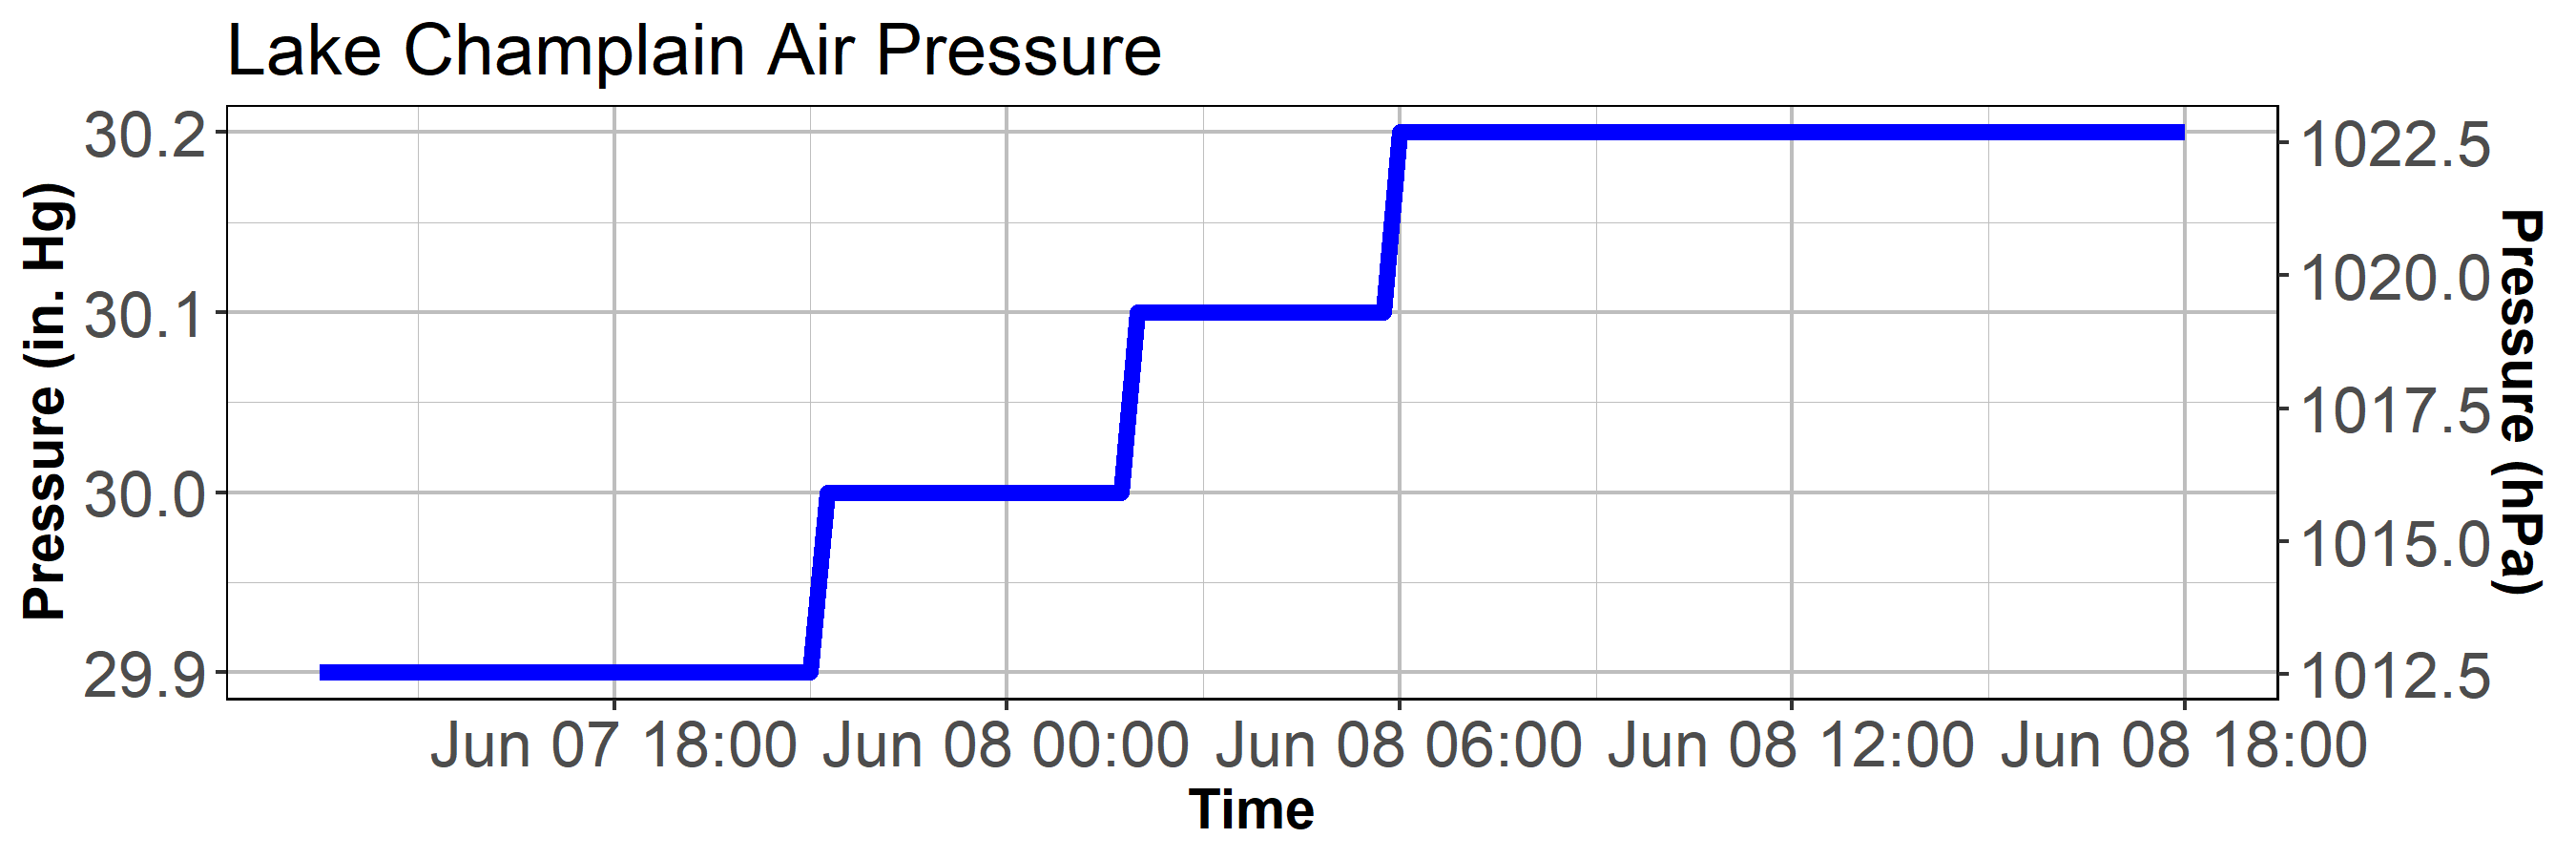 Lake Champlain Air Pressure
Pressure (in. Hg)
30.2
30.1
30.0
29.9
1022.5
1020.0
1017.5
1015.0
1012.5
Pressure (hPa)
Jun 07 18:00 Jun 08 00:00 Jun 08 06:00 Jun 08 12:00 Jun 08 18:00
Time